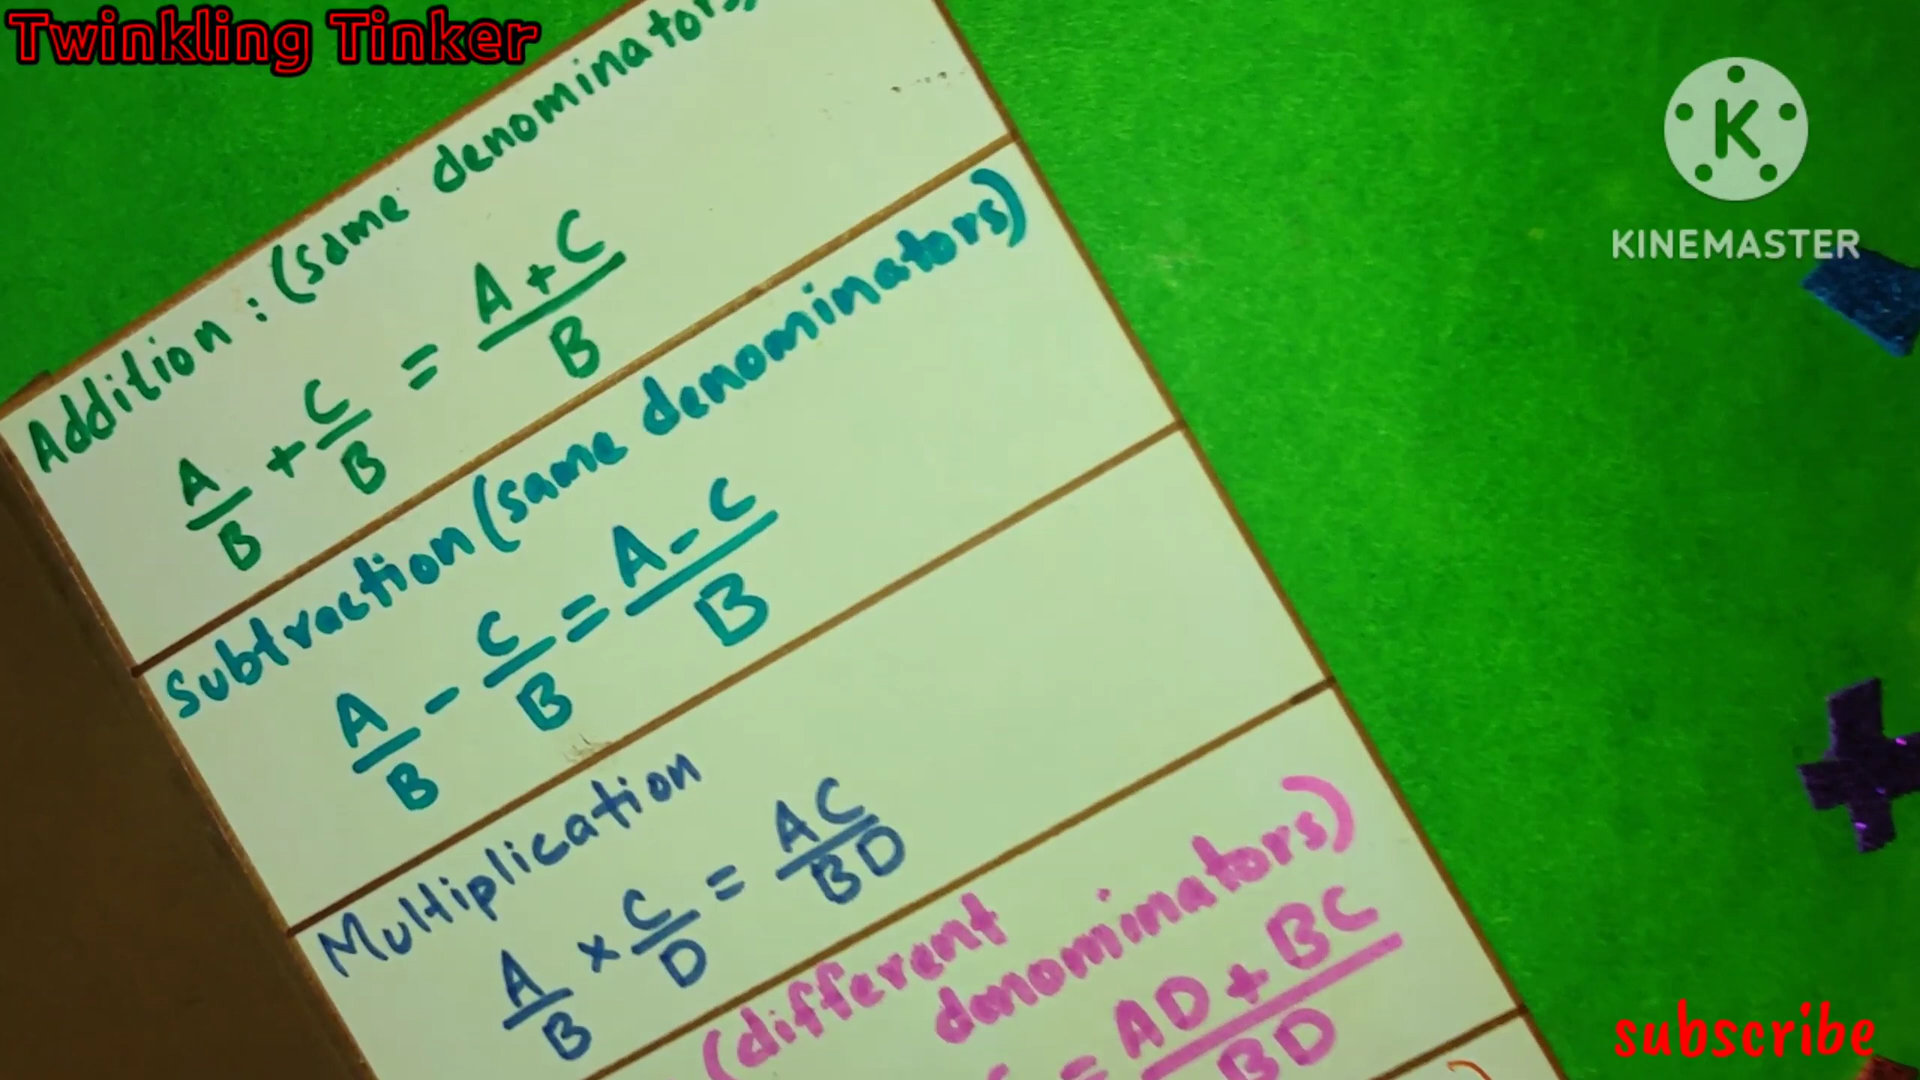 Twinkling Tinker
KINEMASTER
Addition: (same denominators)
A/B + C/B = A+C/B
Subtraction (same denominators)
A/B - C/B = A-C/B
Multiplication
A/B × C/D = AC/BD
(different
denominators)
= AD+BC/BD
subscribe